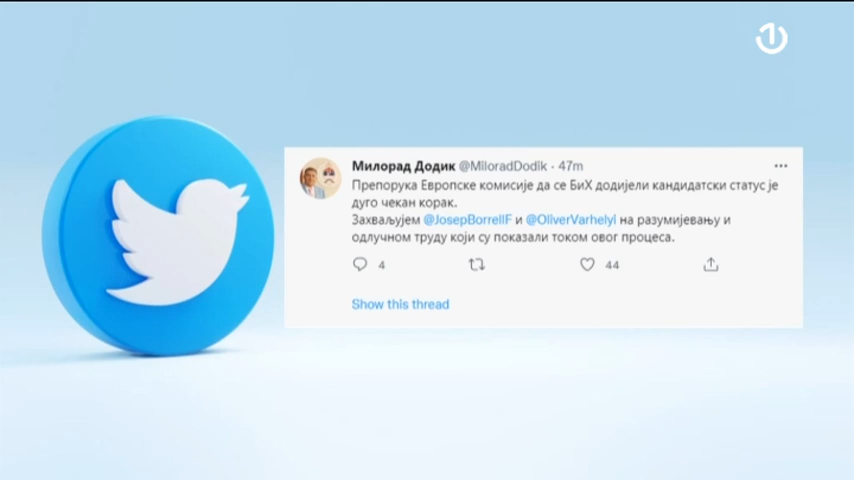 Милорад Додик @MiloradDodik · 47m
Препорука Европске комисије да се БиХ додијели кандидатски статус је
дуго чекан корак.
Захваљујем @JosepBorrellF и @OliverVarhelyi на разумијевању и
одлучном труду који су показали током овог процеса.
4 44
Show this thread